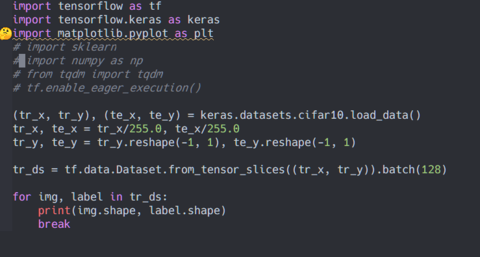 import tensorflow as tf
import tensorflow.keras as keras
import matplotlib.pyplot as plt
# import sklearn
# import numpy as np
# from tqdm import tqdm
# tf.enable_eager_execution()
(tr_x, tr_y), (te_x, te_y) = keras.datasets.cifar10.load_data()
tr_x, te_x = tr_x/255.0, te_x/255.0
tr_y, te_y = tr_y.reshape(-1, 1), te_y.reshape(-1, 1)
tr_ds = tf.data.Dataset.from_tensor_slices((tr_x, tr_y)).batch(128)
for img, label in tr_ds:
    print(img.shape, label.shape)
    break